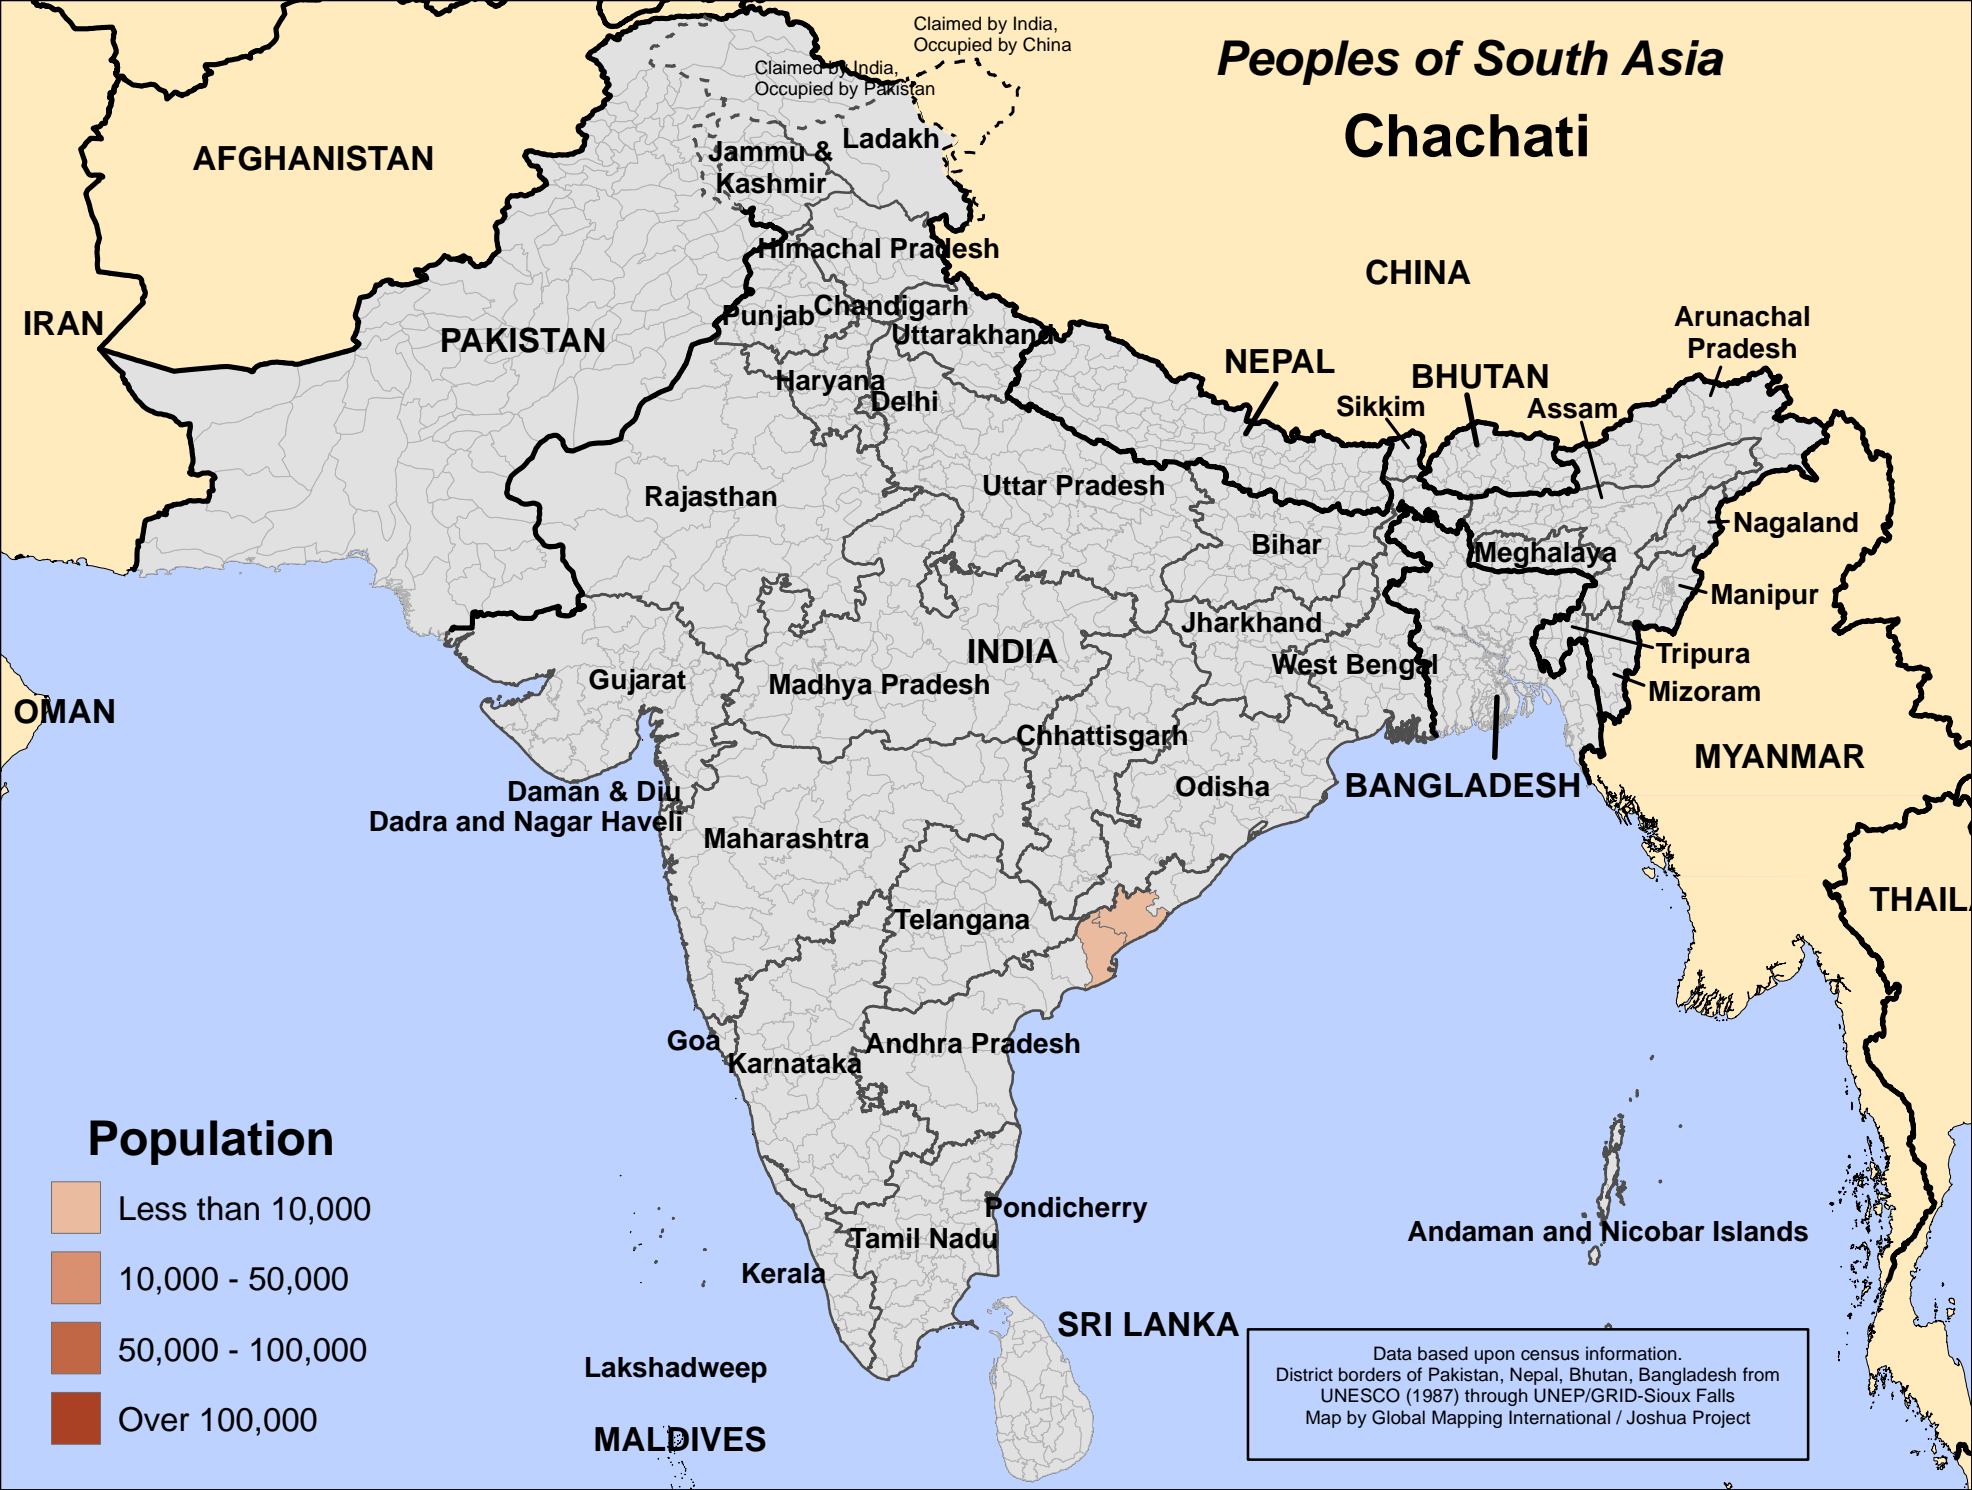 Claimed by India,
Occupied by China
Peoples of South Asia
Claimed by India,
Occupied by Pakistan
Chachati
AFGHANISTAN
Jammu &
Kashmir
Ladakh
Himachal Pradesh
CHINA
IRAN
PAKISTAN
Punjab
Chandigarh
Uttarakhand
Arunachal
Pradesh
NEPAL
BHUTAN
Haryana
Delhi
Sikkim
Assam
Rajasthan
Uttar Pradesh
Bihar
Nagaland
Meghalaya
Manipur
Jharkhand
INDIA
West Bengal
Tripura
Gujarat
Madhya Pradesh
Mizoram
OMAN
Chhattisgarh
MYANMAR
Odisha
BANGLADESH
Daman & Diu
Dadra and Nagar Haveli
Maharashtra
Telangana
THAIL
Goa
Karnataka
Andhra Pradesh
Population
Less than 10,000
10,000 - 50,000
50,000 - 100,000
Over 100,000
Pondicherry
Tamil Nadu
Andaman and Nicobar Islands
Kerala
SRI LANKA
Lakshadweep
MALDIVES
Data based upon census information.
District borders of Pakistan, Nepal, Bhutan, Bangladesh from
UNESCO (1987) through UNEP/GRID-Sioux Falls
Map by Global Mapping International / Joshua Project